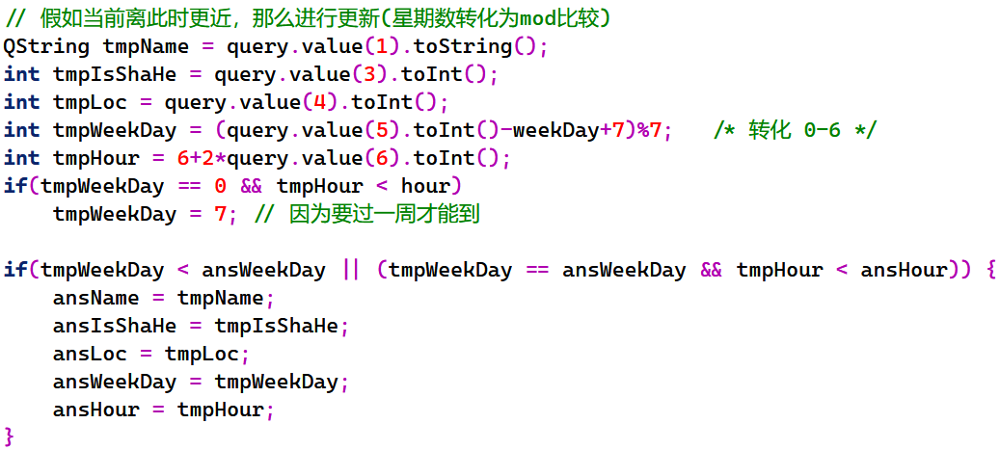 // 假如当前离此时更近，那么进行更新(星期数转化为mod比较)
QString tmpName = query.value(1).toString();
int tmpIsShaHe = query.value(3).toInt();
int tmpLoc = query.value(4).toInt();
int tmpWeekDay = (query.value(5).toInt()-weekDay+7)%7;   /* 转化 0-6 */
int tmpHour = 6+2*query.value(6).toInt();
if(tmpWeekDay == 0 && tmpHour < hour)
    tmpWeekDay = 7; // 因为要过一周才能到
if(tmpWeekDay < ansWeekDay || (tmpWeekDay == ansWeekDay && tmpHour < ansHour)) {
    ansName = tmpName;
    ansIsShaHe = tmpIsShaHe;
    ansLoc = tmpLoc;
    ansWeekDay = tmpWeekDay;
    ansHour = tmpHour;
}